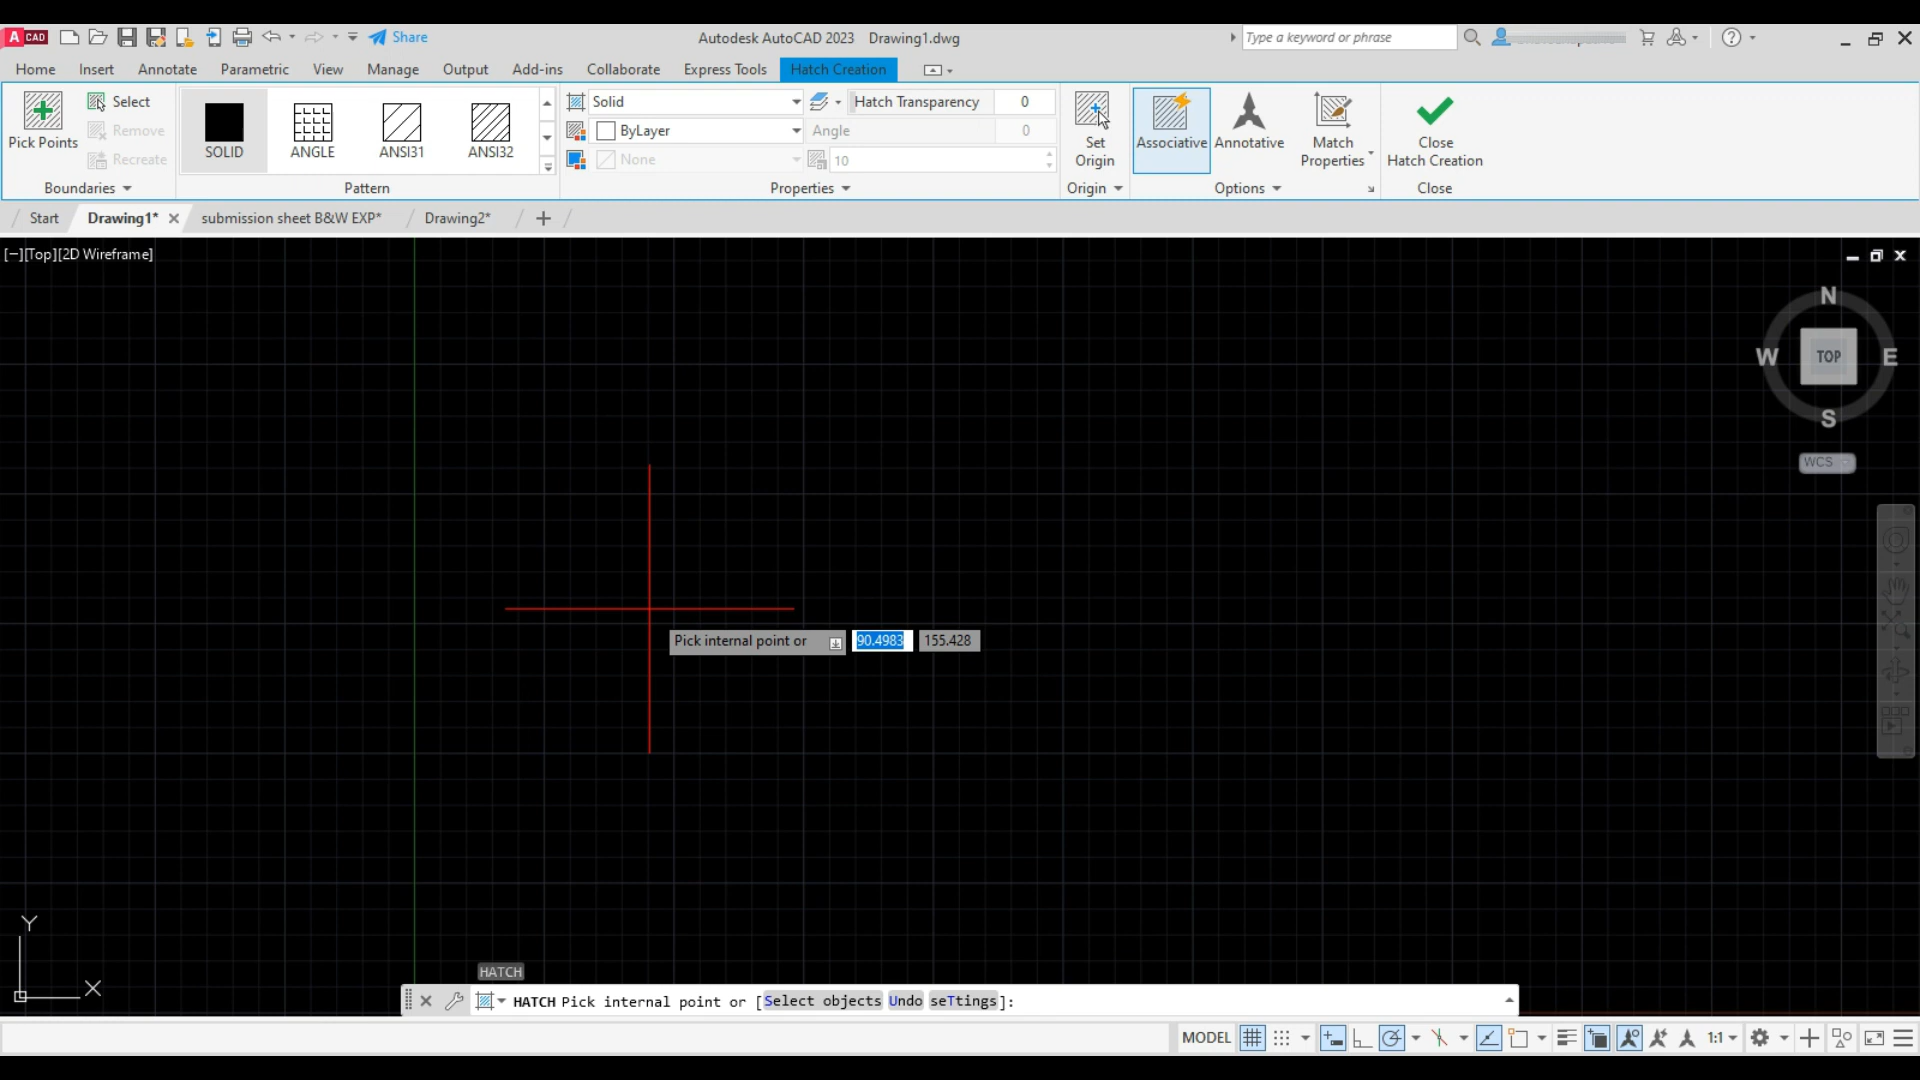 A CAD Share Autodesk AutoCAD 2023 Drawing1.dwg Type a keyword or phrase
Home Insert Annotate Parametric View Manage Output Add-ins Collaborate Express Tools Hatch Creation
Pick Points
Select
Remove
Recreate
Boundaries
SOLID ANGLE ANSI31 ANSI32
Pattern
Solid Hatch Transparency 0
ByLayer Angle 0
None 10
Properties
Set
Origin
Origin
Associative
Annotative
Match
Properties
Options
Close
Hatch Creation
Close
Start Drawing1* submission sheet B&W EXP* Drawing2*
[−][Top][2D Wireframe]
N
W TOP E
S
WCS
Pick internal point or 90.4983 155.428
Y
X
HATCH
HATCH Pick internal point or [Select objects Undo seTtings]:
MODEL 1:1